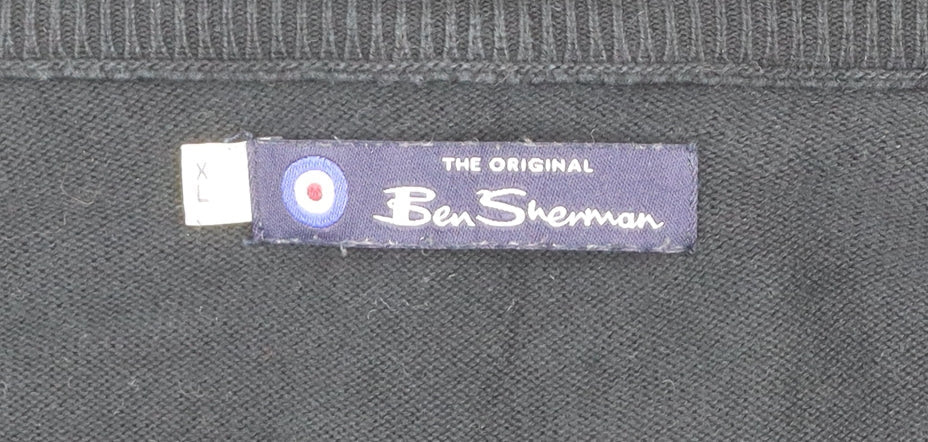 XL
THE ORIGINAL
Ben Sherman